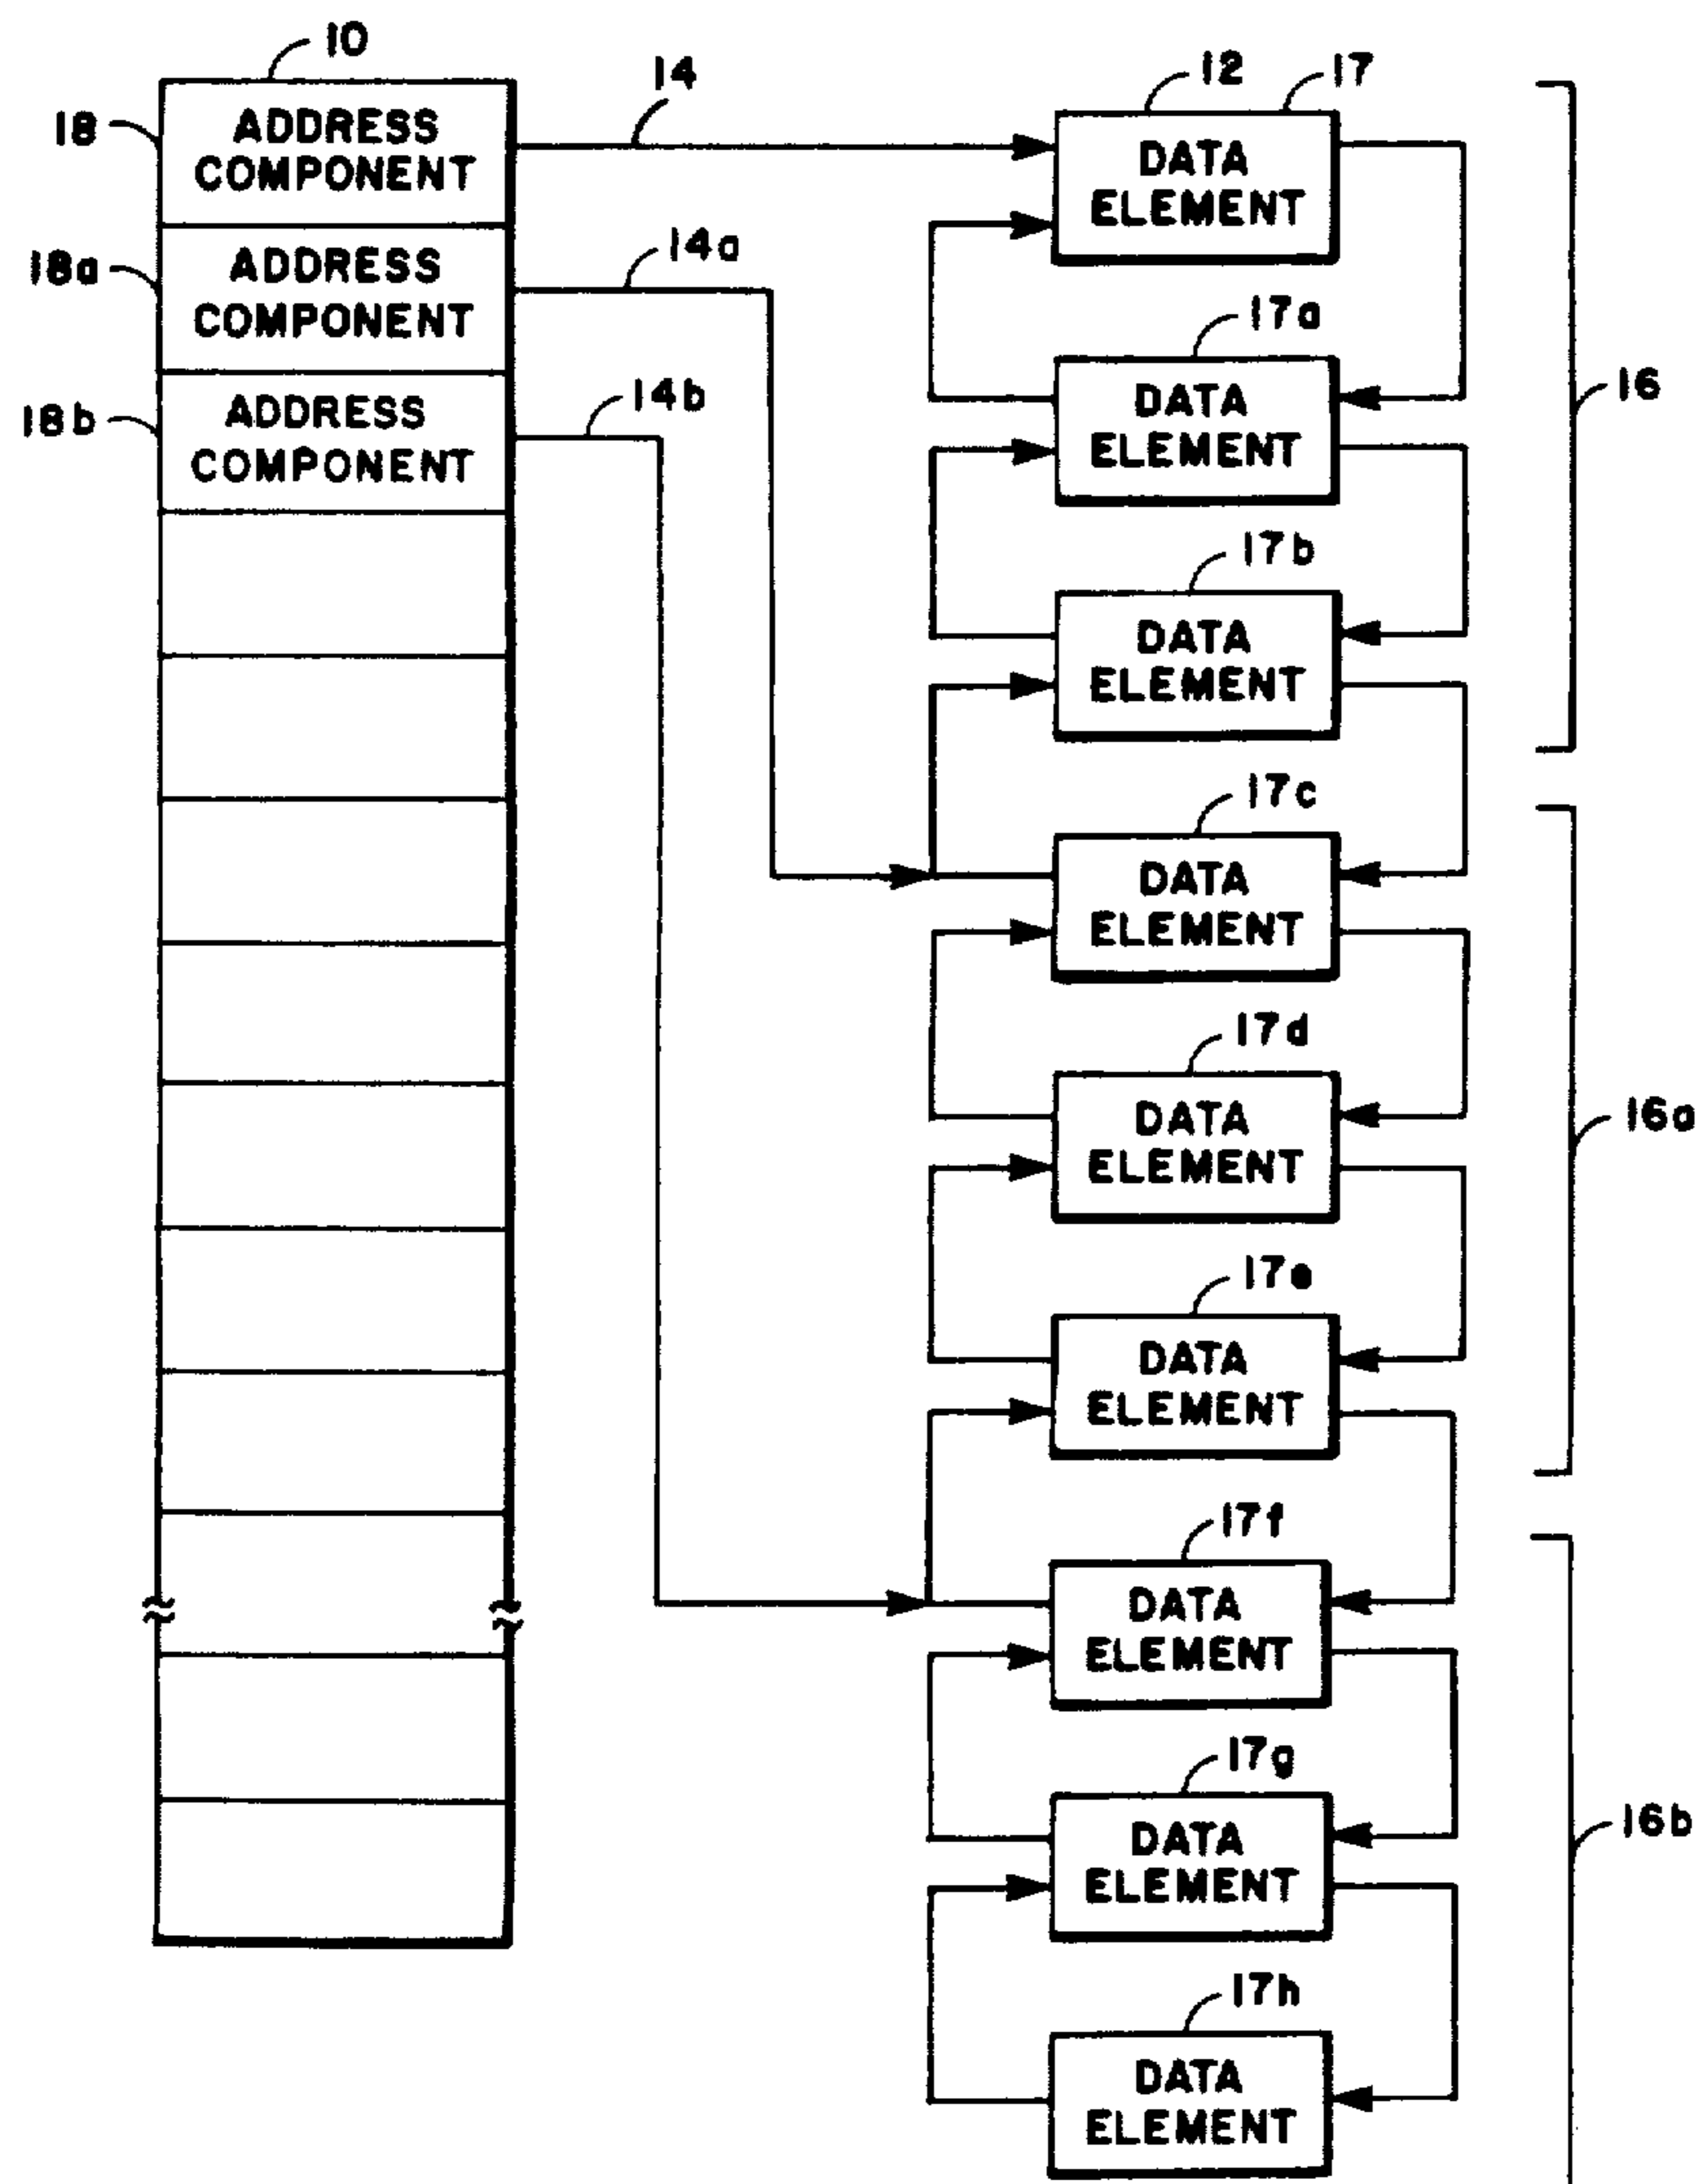 10
18
ADDRESS
COMPONENT
14
12
17
DATA
ELEMENT
18a
ADDRESS
COMPONENT
14a
17a
DATA
ELEMENT
16
18b
ADDRESS
COMPONENT
14b
17b
DATA
ELEMENT
17c
DATA
ELEMENT
17d
DATA
ELEMENT
16a
17e
DATA
ELEMENT
17f
DATA
ELEMENT
17g
DATA
ELEMENT
16b
17h
DATA
ELEMENT